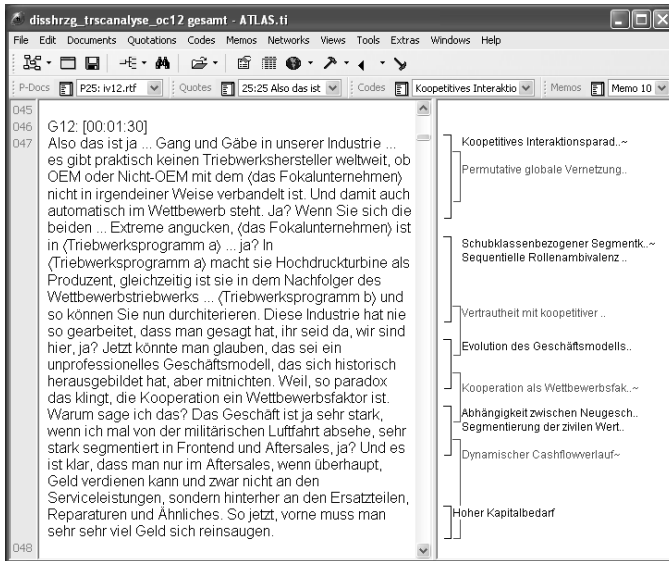 disshrzg_trscanalyse_oc12 gesamt - ATLAS.ti
File Edit Documents Quotations Codes Memos Networks Views Tools Extras Windows Help
P-Docs P25: iv12.rtf Quotes 25:25 Also das ist Codes Koopetitives Interaktio Memos Memo 10
045
046 G12: [00:01:30]
047 Also das ist ja ... Gang und Gäbe in unserer Industrie ...
es gibt praktisch keinen Triebwerkshersteller weltweit, ob
OEM oder Nicht-OEM mit dem ⟨das Fokalunternehmen⟩
nicht in irgendeiner Weise verbandelt ist. Und damit auch
automatisch im Wettbewerb steht. Ja? Wenn Sie sich die
beiden ... Extreme angucken, ⟨das Fokalunternehmen⟩ ist
in ⟨Triebwerksprogramm a⟩ ... ja? In
⟨Triebwerksprogramm a⟩ macht sie Hochdruckturbine als
Produzent, gleichzeitig ist sie in dem Nachfolger des
Wettbewerbstriebwerks ... ⟨Triebwerksprogramm b⟩ und
so können Sie nun durchiterieren. Diese Industrie hat nie
so gearbeitet, dass man gesagt hat, ihr seid da, wir sind
hier, ja? Jetzt könnte man glauben, das sei ein
unprofessionelles Geschäftsmodell, das sich historisch
herausgebildet hat, aber mitnichten. Weil, so paradox
das klingt, die Kooperation ein Wettbewerbsfaktor ist.
Warum sage ich das? Das Geschäft ist ja sehr stark,
wenn ich mal von der militärischen Luftfahrt absehe, sehr
stark segmentiert in Frontend und Aftersales, ja? Und es
ist klar, dass man nur im Aftersales, wenn überhaupt,
Geld verdienen kann und zwar nicht an den
Serviceleistungen, sondern hinterher an den Ersatzteilen,
Reparaturen und Ähnliches. So jetzt, vorne muss man
sehr sehr viel Geld sich reinsaugen.
048
Koopetitives Interaktionsparad..~
Permutative globale Vernetzung..
Schubklassenbezogener Segmentk..~
Sequentielle Rollenambivalenz ..
Vertrautheit mit koopetitiver ..
Evolution des Geschäftsmodells..
Kooperation als Wettbewerbsfak..~
Abhängigkeit zwischen Neugesch..
Segmentierung der zivilen Wert..
Dynamischer Cashflowverlauf~
Hoher Kapitalbedarf